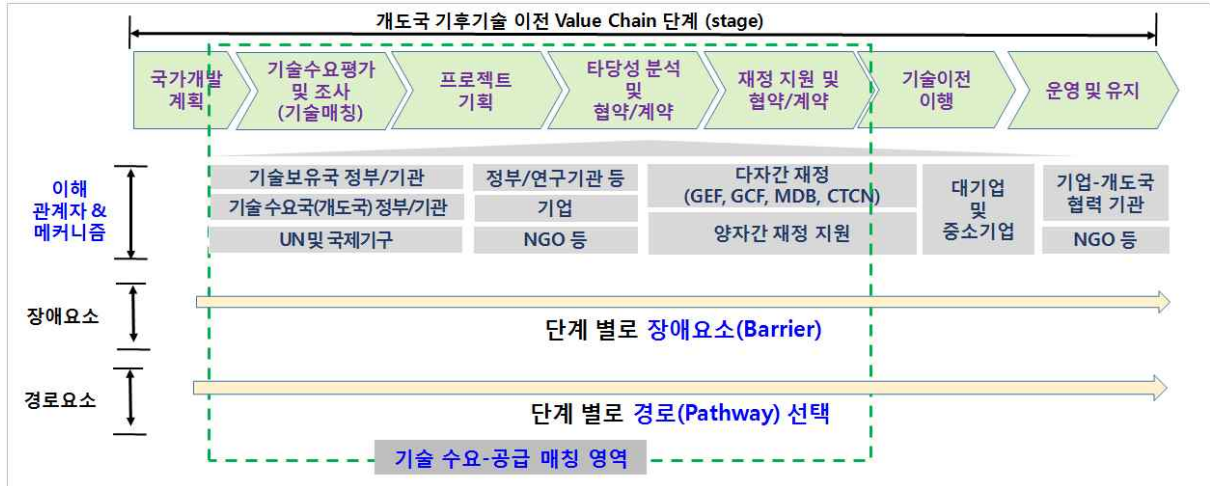 개도국 기후기술 이전 Value Chain 단계 (stage)
국가개발
계획
기술수요평가
및 조사
(기술매칭)
프로젝트
기획
타당성 분석
및
협약/계약
재정 지원 및
협약/계약
기술이전
이행
운영 및 유지
이해
관계자 &
메커니즘
기술보유국 정부/기관
기술 수요국(개도국) 정부/기관
UN 및 국제기구
정부/연구기관 등
기업
NGO 등
다자간 재정
(GEF, GCF, MDB, CTCN)
양자간 재정 지원
대기업
및
중소기업
기업-개도국
협력 기관
NGO 등
장애요소
단계 별로 장애요소(Barrier)
경로요소
단계 별로 경로(Pathway) 선택
기술 수요-공급 매칭 영역